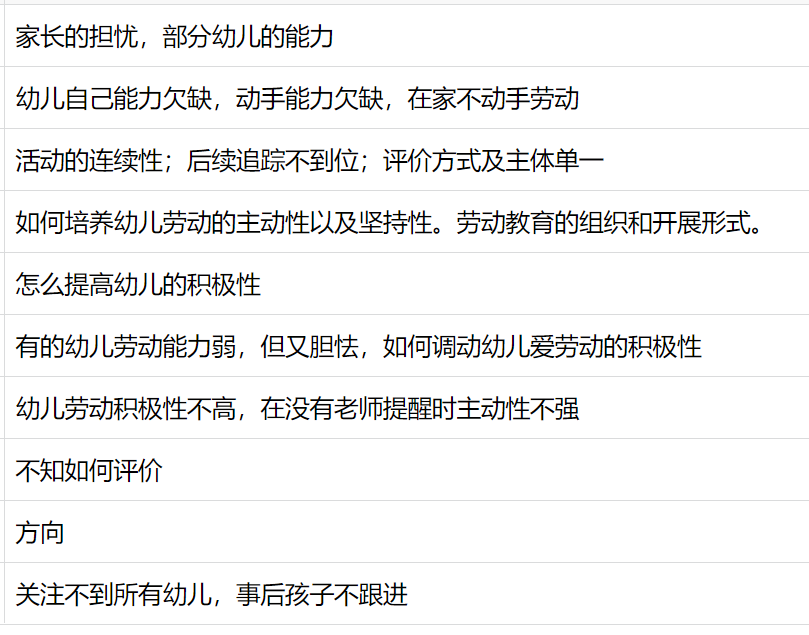 家长的担忧，部分幼儿的能力
幼儿自己能力欠缺，动手能力欠缺，在家不动手劳动
活动的连续性；后续追踪不到位；评价方式及主体单一
如何培养幼儿劳动的主动性以及坚持性。劳动教育的组织和开展形式。
怎么提高幼儿的积极性
有的幼儿劳动能力弱，但又胆怯，如何调动幼儿爱劳动的积极性
幼儿劳动积极性不高，在没有老师提醒时主动性不强
不知如何评价
方向
关注不到所有幼儿，事后孩子不跟进